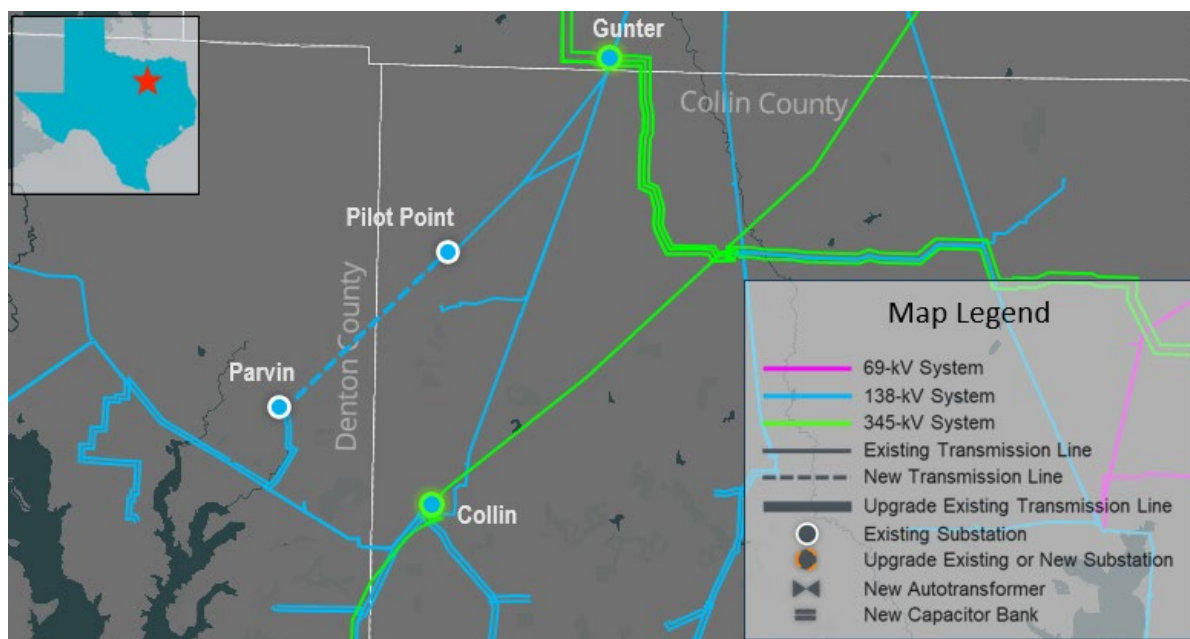 Gunter
Collin County
Pilot Point
Denton County
Parvin
Collin
Map Legend
69-kV System
138-kV System
345-kV System
Existing Transmission Line
New Transmission Line
Upgrade Existing Transmission Line
Existing Substation
Upgrade Existing or New Substation
New Autotransformer
New Capacitor Bank